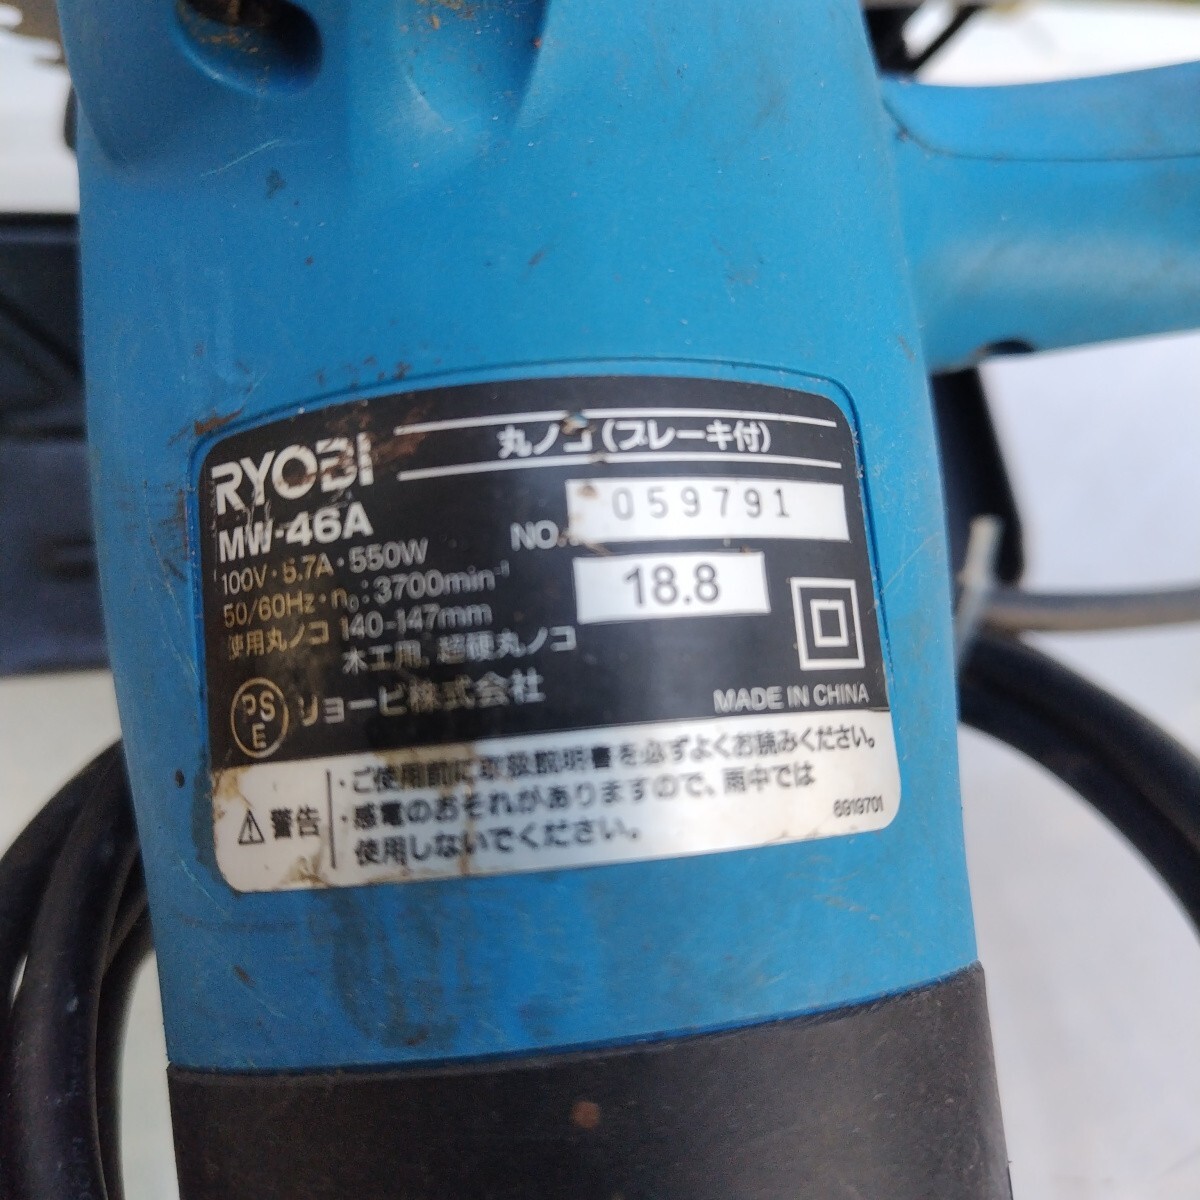 RYOBI
丸ノコ(ブレーキ付)
MW-46A
NO. 059791
100V・5.7A・550W
50/60Hz・n₀:3700min⁻¹
18.8
使用丸ノコ 140-147mm
木工用、超硬丸ノコ
PS
E
リョービ株式会社
MADE IN CHINA
警告
・ご使用前に取扱説明書を必ずよくお読みください。
・感電のおそれがありますので、雨中では
使用しないでください。
6919701